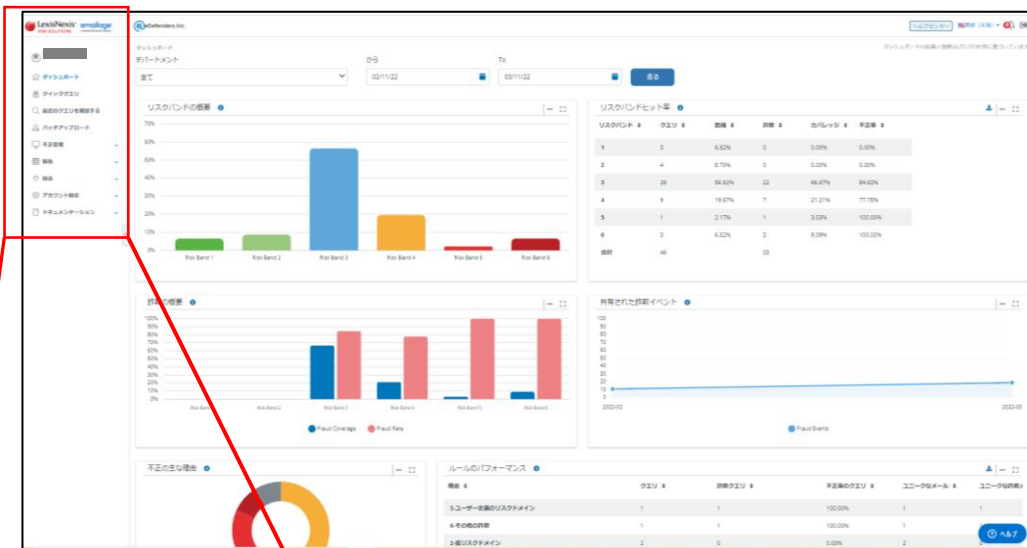 LexisNexis® emailage®
RISK SOLUTIONS
eDefenders, Inc.
ヘルプセンター
ダッシュボード
デパートメント から To
全て 02/11/22 03/11/22 送る
ダッシュボード
クイッククエリ
最近のクエリを確認する
バッチアップロード
不正管理
報告
アカウント設定
ドキュメンテーション
リスクバンドの概要
70%
60%
50%
40%
30%
20%
10%
0%
Risk Band 1 Risk Band 2 Risk Band 3 Risk Band 4 Risk Band 5 Risk Band 6
リスクバンドヒット率
リスクバンド クエリ 距離 詐欺 カバレッジ 不正率
1 3 6.52% 0 0.00% 0.00%
2 4 8.70% 0 0.00% 0.00%
3 26 56.52% 22 66.67% 84.62%
4 9 19.57% 7 21.21% 77.78%
5 1 2.17% 1 3.03% 100.00%
6 3 6.52% 3 9.09% 100.00%
合計 46 33
詐欺の概要
100%
90%
80%
70%
60%
50%
40%
30%
20%
10%
0%
Risk Band 2 Risk Band 3 Risk Band 4 Risk Band 5 Risk Band 6
Fraud Coverage Fraud Rate
共有された詐欺イベント
100
90
80
70
60
50
40
30
20
10
0
2022-02 2022-03
Fraud Events
不正の主な理由
ルールのパフォーマンス
理由 クエリ 詐欺クエリ 不正率のクエリ ユニークなメール ユニークな詐欺
5-ユーザー定義のリスクドメイン 1 1 100.00% 1 1
6-その他の詐欺 1 1 100.00% 1
2-低リスクドメイン 2 0 0.00% 2
ヘルプ